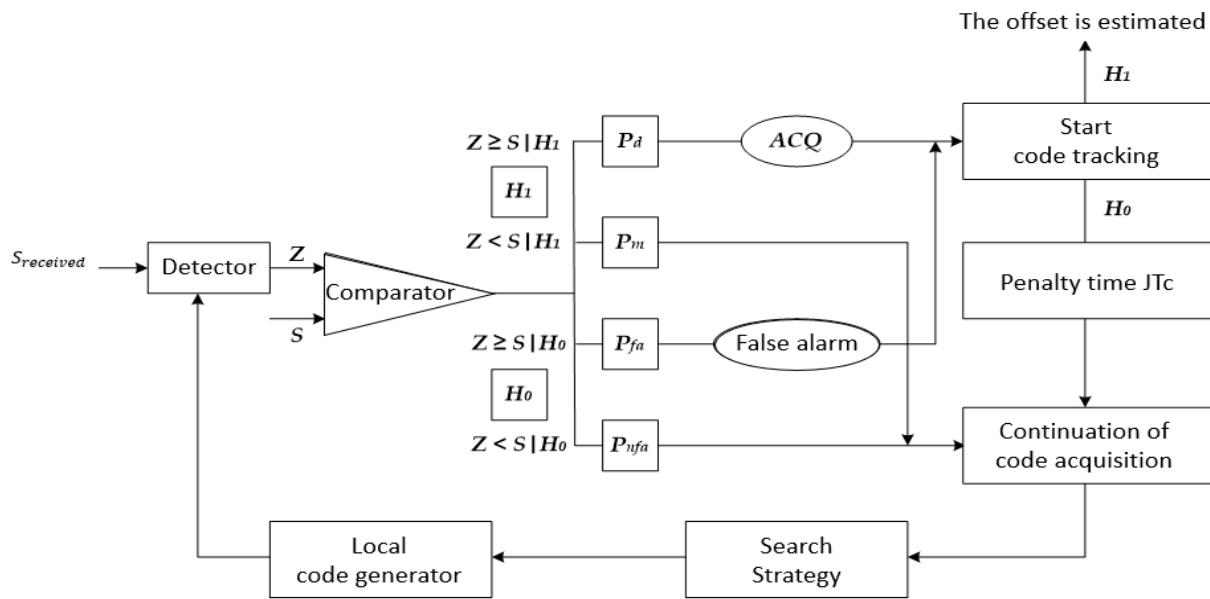 The offset is estimated
H1
Start
code tracking
H0
Penalty time JTc
Continuation of
code acquisition
Z ≥ S | H1
Pd
ACQ
H1
Z < S | H1
Pm
Sreceived
Detector
Z
S
Comparator
Z ≥ S | H0
Pfa
False alarm
H0
Z < S | H0
Pnfa
Local
code generator
Search
Strategy